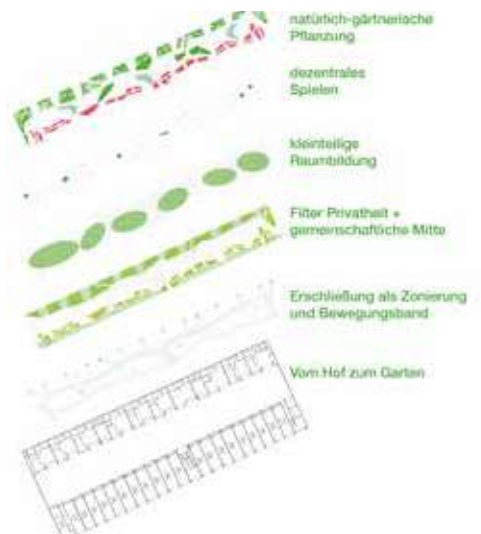 natürlich-gärtnerische
Pflanzung
dezentrales
Spielen
kleinteilige
Raumbildung
Filter Privatheit +
gemeinschaftliche Mitte
Erschließung als Zonierung
und Bewegungsband
Vom Hof zum Garten